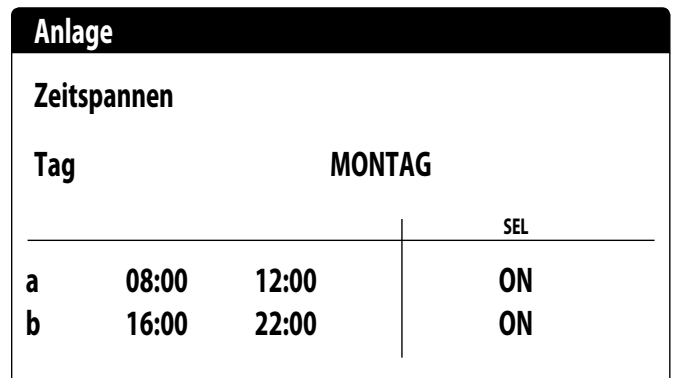 Anlage
Zeitspannen
Tag MONTAG
SEL
a 08:00 12:00 ON
b 16:00 22:00 ON